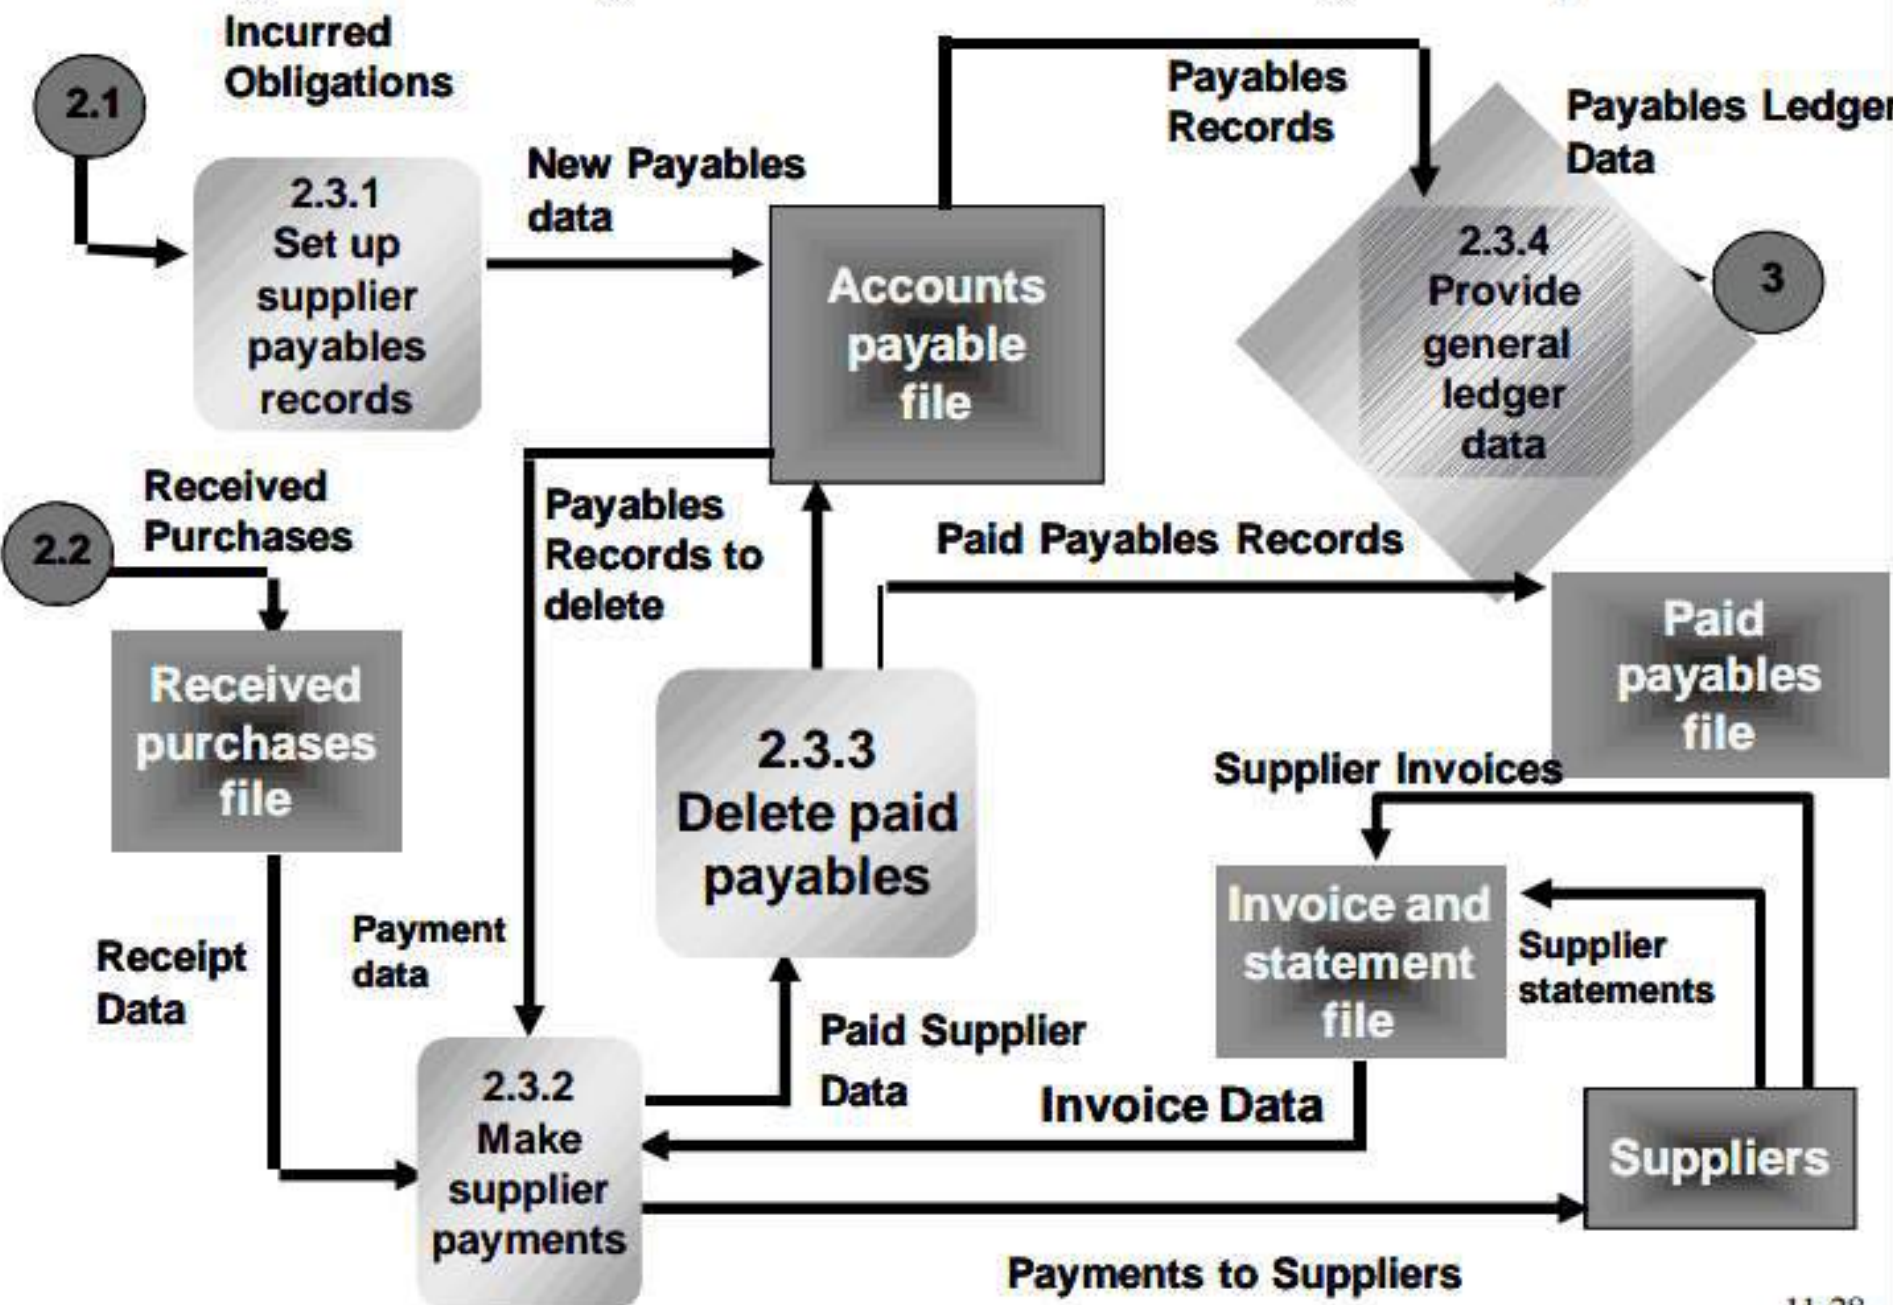 Incurred
Obligations
2.1
Payables
Records
Payables Ledger
Data
New Payables
data
2.3.1
Set up
supplier
payables
records
Accounts
payable
file
2.3.4
Provide
general
ledger
data
3
Received
Purchases
2.2
Payables
Records to
delete
Paid Payables Records
Received
purchases
file
Paid
payables
file
2.3.3
Delete paid
payables
Supplier Invoices
Invoice and
statement
file
Supplier
statements
Receipt
Data
Payment
data
Paid Supplier
Data
Invoice Data
2.3.2
Make
supplier
payments
Suppliers
Payments to Suppliers